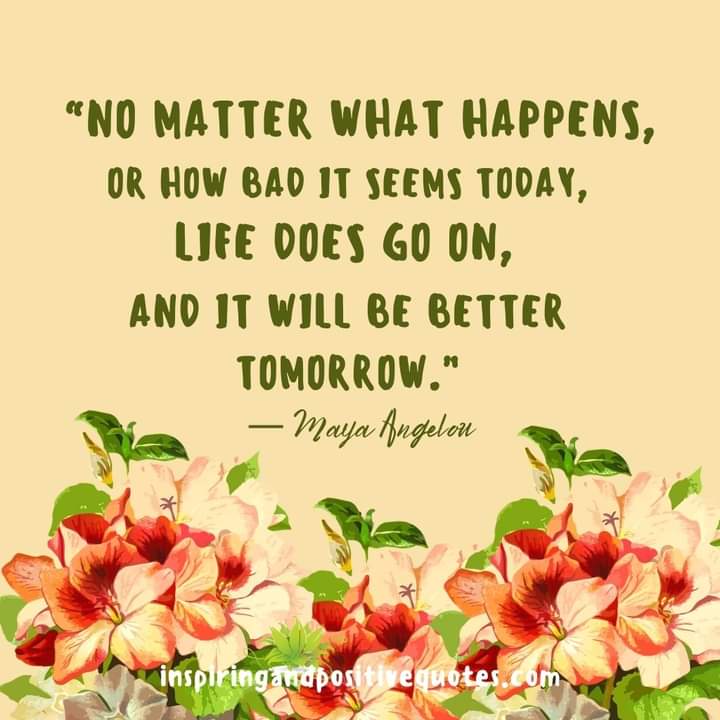 “NO MATTER WHAT HAPPENS,
OR HOW BAD IT SEEMS TODAY,
LIFE DOES GO ON,
AND IT WILL BE BETTER
TOMORROW."
— Maya Angelou
inspiringandpositivequotes.com